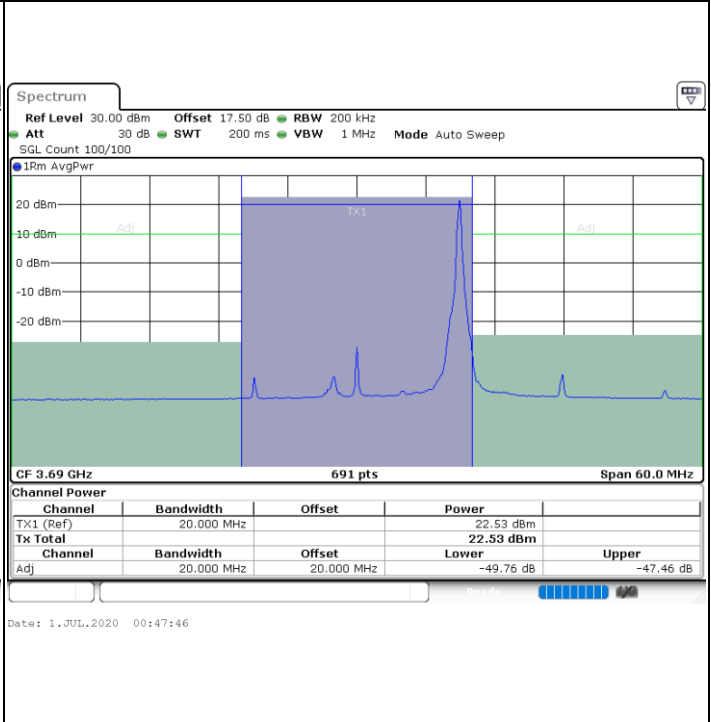 Spectrum
Ref Level 30.00 dBm Offset 17.50 dB RBW 200 kHz
Att 30 dB SWT 200 ms VBW 1 MHz Mode Auto Sweep
SGL Count 100/100
1Rm AvgPwr
20 dBm
TX1
Adj
Adj
10 dBm
0 dBm
-10 dBm
-20 dBm
CF 3.69 GHz 691 pts Span 60.0 MHz
Channel Power
Channel Bandwidth Offset Power
TX1 (Ref) 20.000 MHz 22.53 dBm
Tx Total 22.53 dBm
Channel Bandwidth Offset Lower Upper
Adj 20.000 MHz 20.000 MHz -49.76 dB -47.46 dB
Ready
Date: 1.JUL.2020 00:47:46